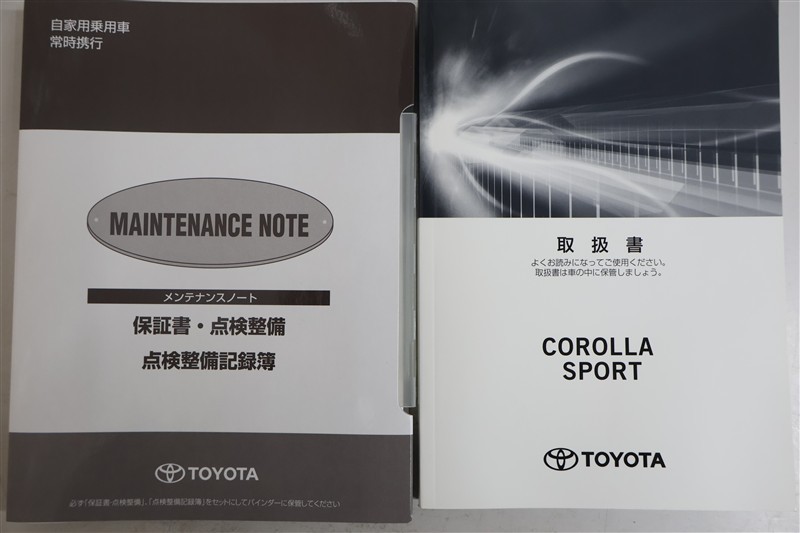 自家用乗用車
常時携行
MAINTENANCE NOTE
メンテナンスノート
保証書・点検整備
点検整備記録簿
TOYOTA
必ず「保証書・点検整備」、「点検整備記録簿」をセットにしてバインダーに保管してください
取扱書
よくお読みになってご使用ください。
取扱書は車の中に保管しましょう。
COROLLA
SPORT
TOYOTA